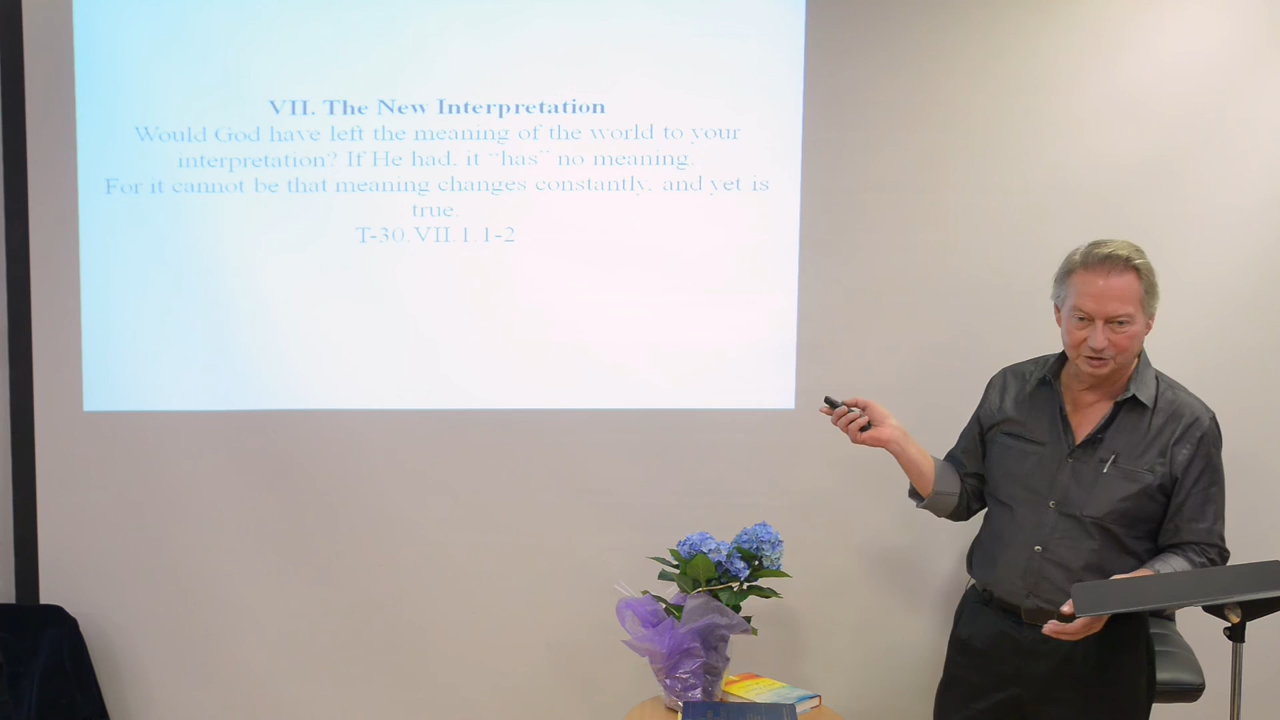 VII. The New Interpretation
Would God have left the meaning of the world to your
interpretation? If He had, it “has” no meaning.
For it cannot be that meaning changes constantly, and yet is
true.
T-30.VII.1.1-2